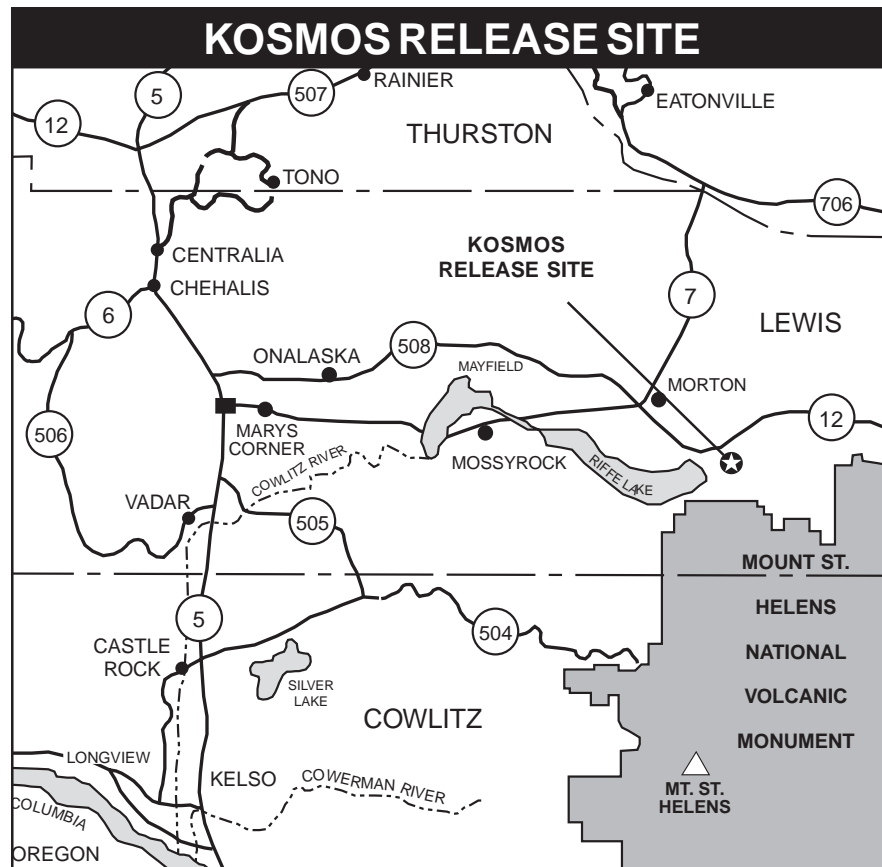 KOSMOS RELEASE SITE
5
507
RAINIER
12
EATONVILLE
THURSTON
TONO
706
CENTRALIA
KOSMOS
RELEASE SITE
CHEHALIS
7
6
LEWIS
508
ONALASKA
MAYFIELD
MORTON
12
506
MARYS
CORNER
MOSSYROCK
RIFFE LAKE
COWLITZ RIVER
VADAR
505
MOUNT ST.
HELENS
NATIONAL
VOLCANIC
MONUMENT
5
504
CASTLE
ROCK
SILVER
LAKE
COWLITZ
LONGVIEW
KELSO
COWERMAN RIVER
MT. ST.
HELENS
COLUMBIA
OREGON